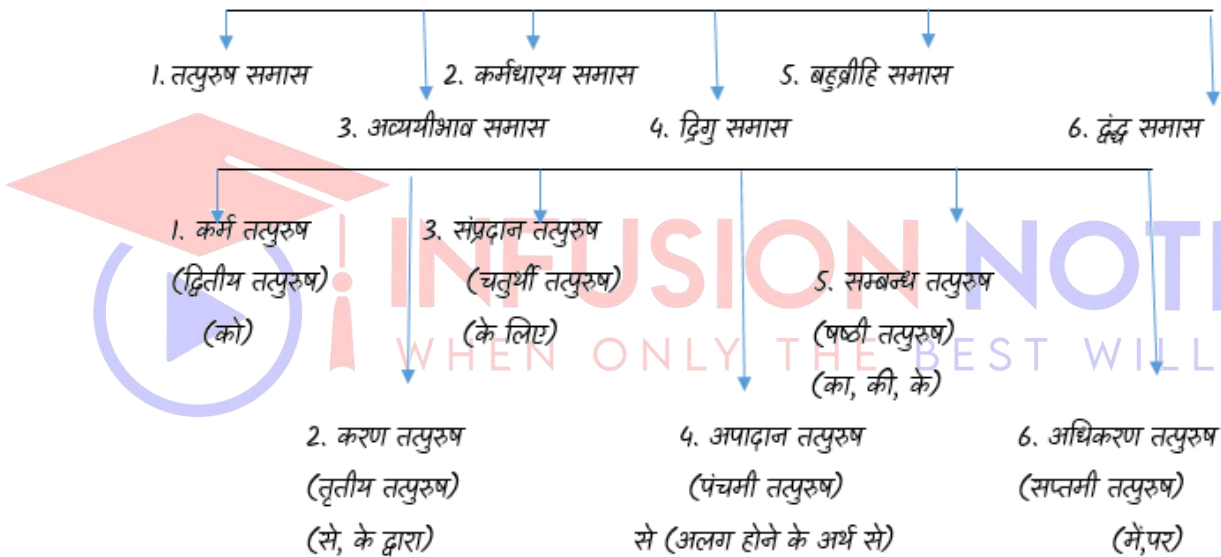 1. तत्पुरुष समास 2. कर्मधारय समास 5. बहुब्रीहि समास
3. अव्ययीभाव समास 4. द्विगु समास 6. द्वंद्व समास
1. कर्म तत्पुरुष 3. संप्रदान तत्पुरुष
(द्वितीय तत्पुरुष) (चतुर्थी तत्पुरुष) 5. सम्बन्ध तत्पुरुष
(को) (के लिए) (षष्ठी तत्पुरुष)
(का, की, के)
2. करण तत्पुरुष 4. अपादान तत्पुरुष 6. अधिकरण तत्पुरुष
(तृतीय तत्पुरुष) (पंचमी तत्पुरुष) (सप्तमी तत्पुरुष)
(से, के द्वारा) से (अलग होने के अर्थ से) (में,पर)
INFUSION NOTE
WHEN ONLY THE BEST WILL